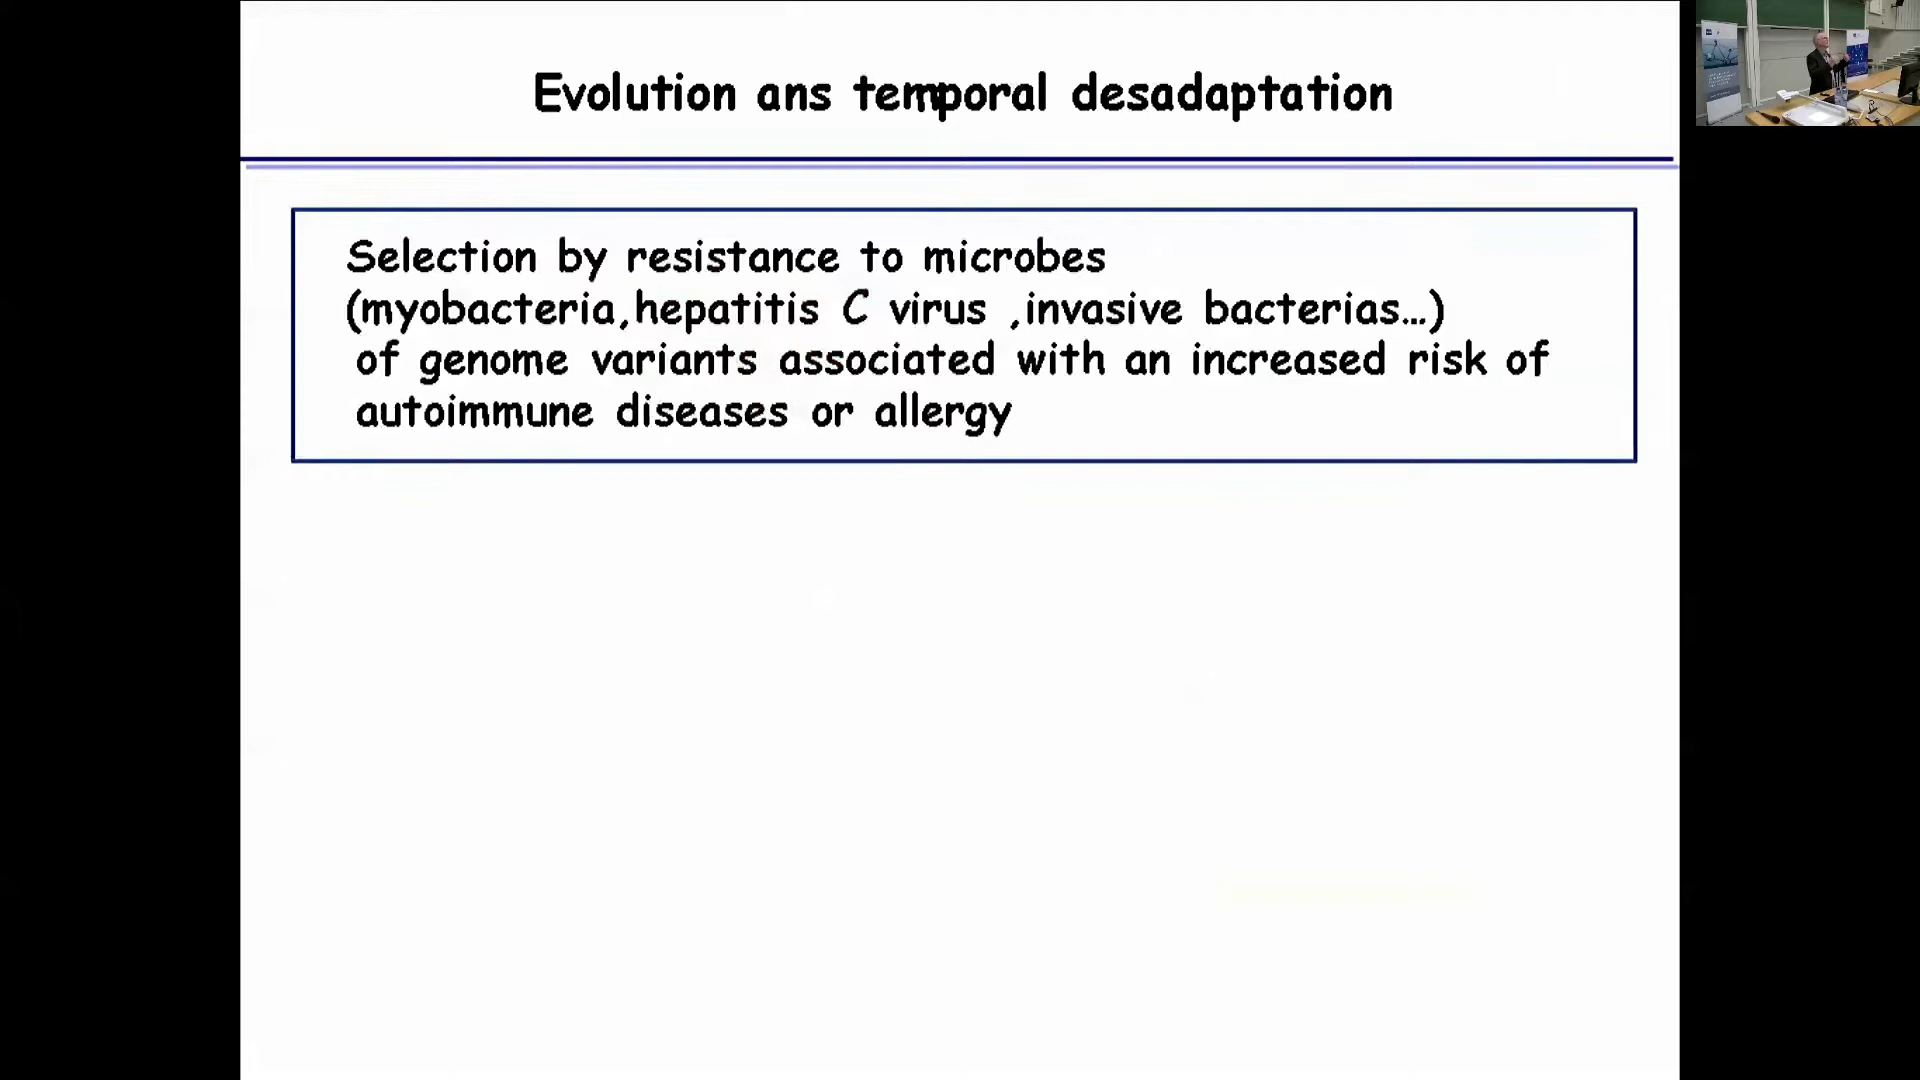 Evolution ans temporal desadaptation
Selection by resistance to microbes
(myobacteria,hepatitis C virus ,invasive bacterias…)
of genome variants associated with an increased risk of
autoimmune diseases or allergy